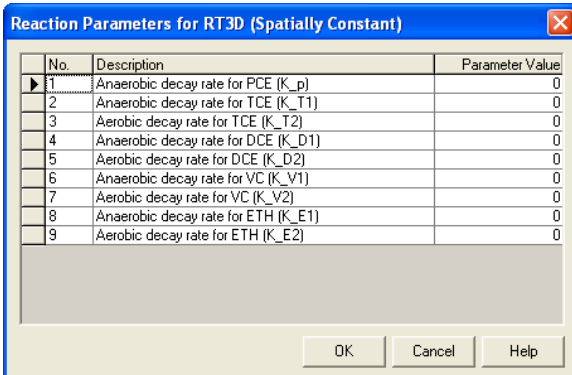 Reaction Parameters for RT3D (Spatially Constant)
No. Description Parameter Value
1 Anaerobic decay rate for PCE (K_p) 0
2 Anaerobic decay rate for TCE (K_T1) 0
3 Aerobic decay rate for TCE (K_T2) 0
4 Anaerobic decay rate for DCE (K_D1) 0
5 Aerobic decay rate for DCE (K_D2) 0
6 Anaerobic decay rate for VC (K_V1) 0
7 Aerobic decay rate for VC (K_V2) 0
8 Anaerobic decay rate for ETH (K_E1) 0
9 Aerobic decay rate for ETH (K_E2) 0
OK Cancel Help